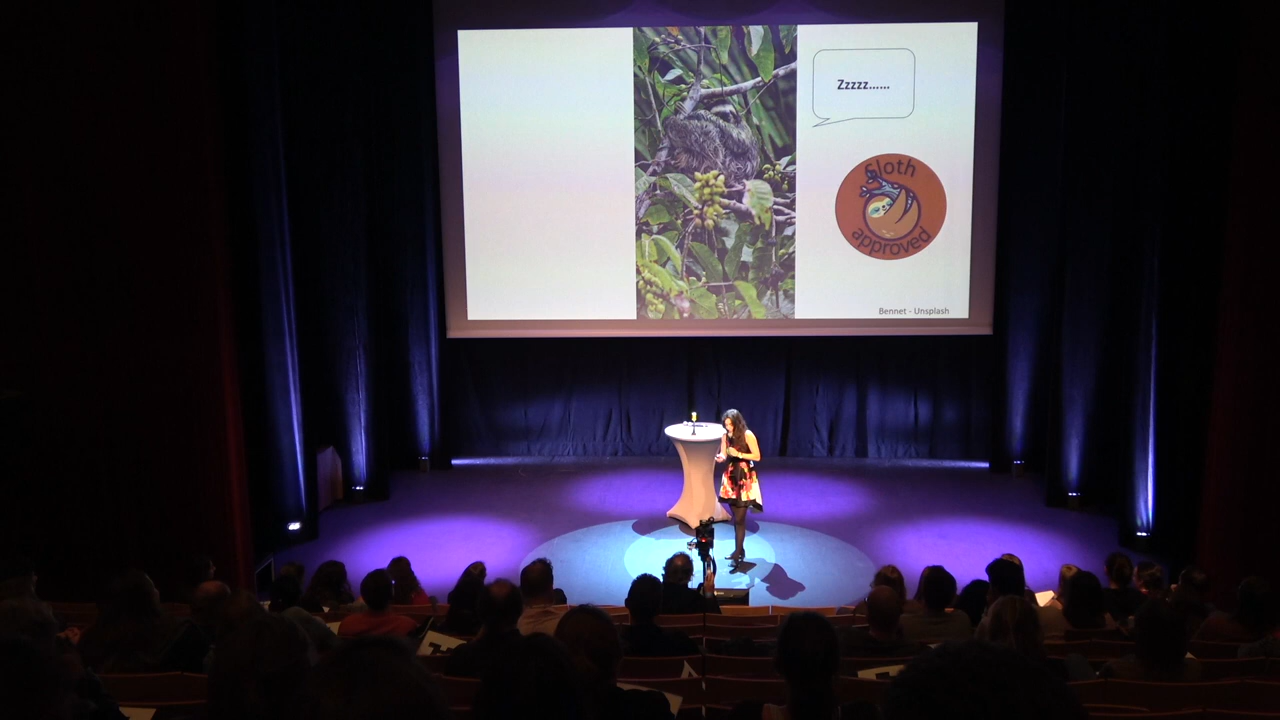 Zzzzz......
Sloth
approved
Bennet - Unsplash